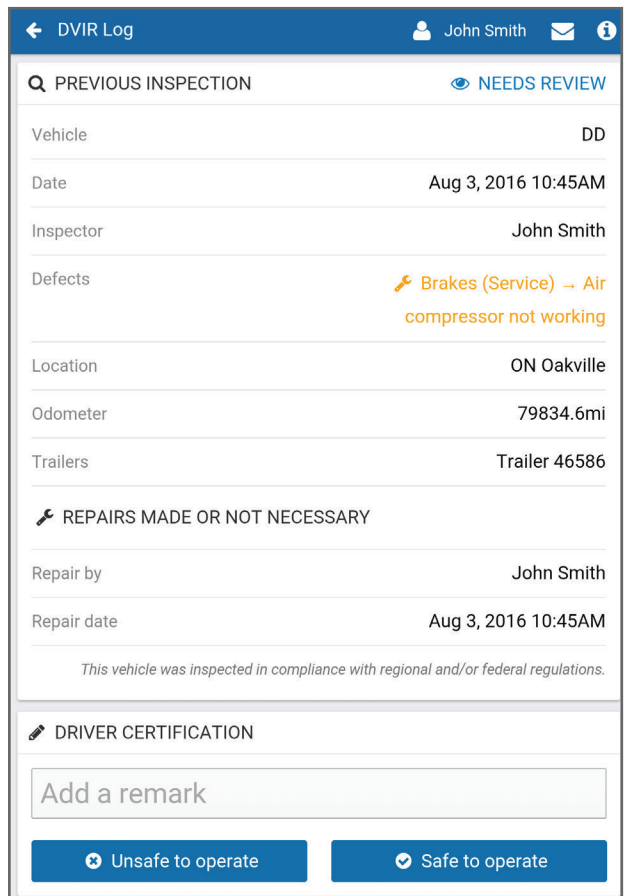 DVIR Log John Smith
PREVIOUS INSPECTION NEEDS REVIEW
Vehicle DD
Date Aug 3, 2016 10:45AM
Inspector John Smith
Defects Brakes (Service) → Air
compressor not working
Location ON Oakville
Odometer 79834.6mi
Trailers Trailer 46586
REPAIRS MADE OR NOT NECESSARY
Repair by John Smith
Repair date Aug 3, 2016 10:45AM
This vehicle was inspected in compliance with regional and/or federal regulations.
DRIVER CERTIFICATION
Add a remark
Unsafe to operate Safe to operate